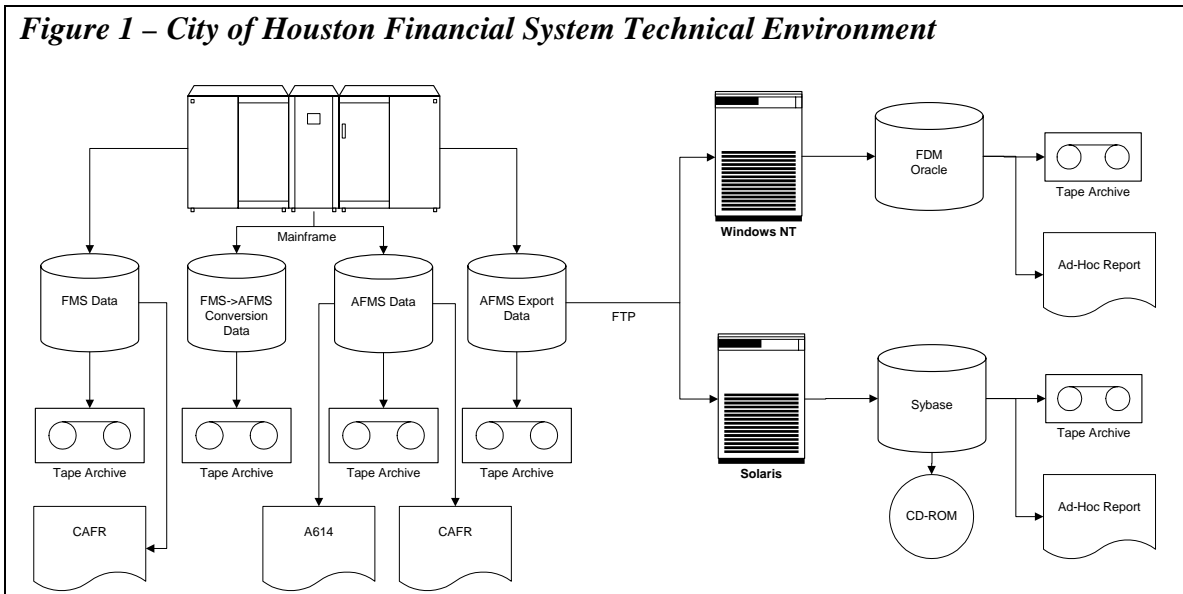 Figure 1 – City of Houston Financial System Technical Environment
Mainframe
FMS Data
FMS->AFMS
Conversion
Data
AFMS Data
AFMS Export
Data
FTP
Windows NT
FDM
Oracle
Tape Archive
Ad-Hoc Report
Solaris
Sybase
Tape Archive
CD-ROM
Ad-Hoc Report
Tape Archive
Tape Archive
Tape Archive
Tape Archive
CAFR
A614
CAFR